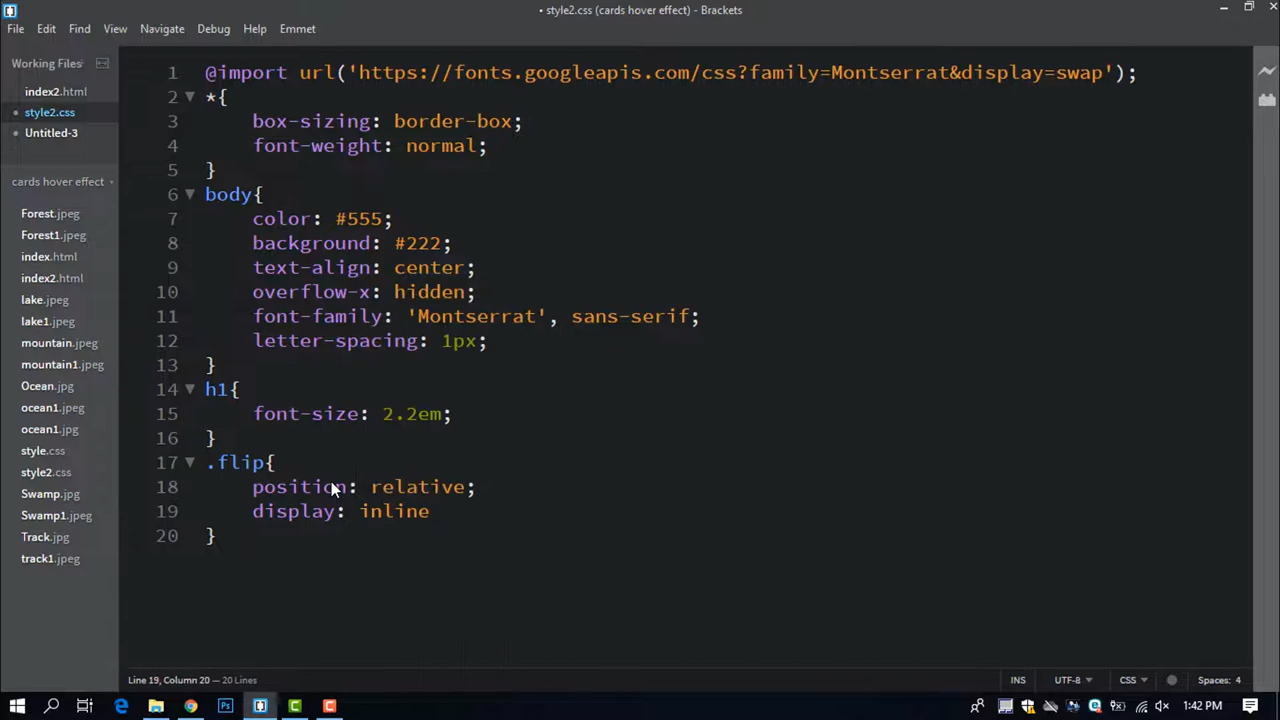 • style2.css (cards hover effect) - Brackets
File Edit Find View Navigate Debug Help Emmet
Working Files
index2.html
style2.css
Untitled-3
cards hover effect
Forest.jpeg
Forest1.jpeg
index.html
index2.html
lake.jpeg
lake1.jpeg
mountain.jpeg
mountain1.jpeg
Ocean.jpg
ocean1.jpeg
ocean1.jpg
style.css
style2.css
Swamp.jpg
Swamp1.jpeg
Track.jpg
track1.jpeg
1 @import url('https://fonts.googleapis.com/css?family=Montserrat&display=swap');
2 *{
3 box-sizing: border-box;
4 font-weight: normal;
5 }
6 body{
7 color: #555;
8 background: #222;
9 text-align: center;
10 overflow-x: hidden;
11 font-family: 'Montserrat', sans-serif;
12 letter-spacing: 1px;
13 }
14 h1{
15 font-size: 2.2em;
16 }
17 .flip{
18 position: relative;
19 display: inline
20 }
Line 19, Column 20 — 20 Lines
INS UTF-8 CSS Spaces: 4
1:42 PM